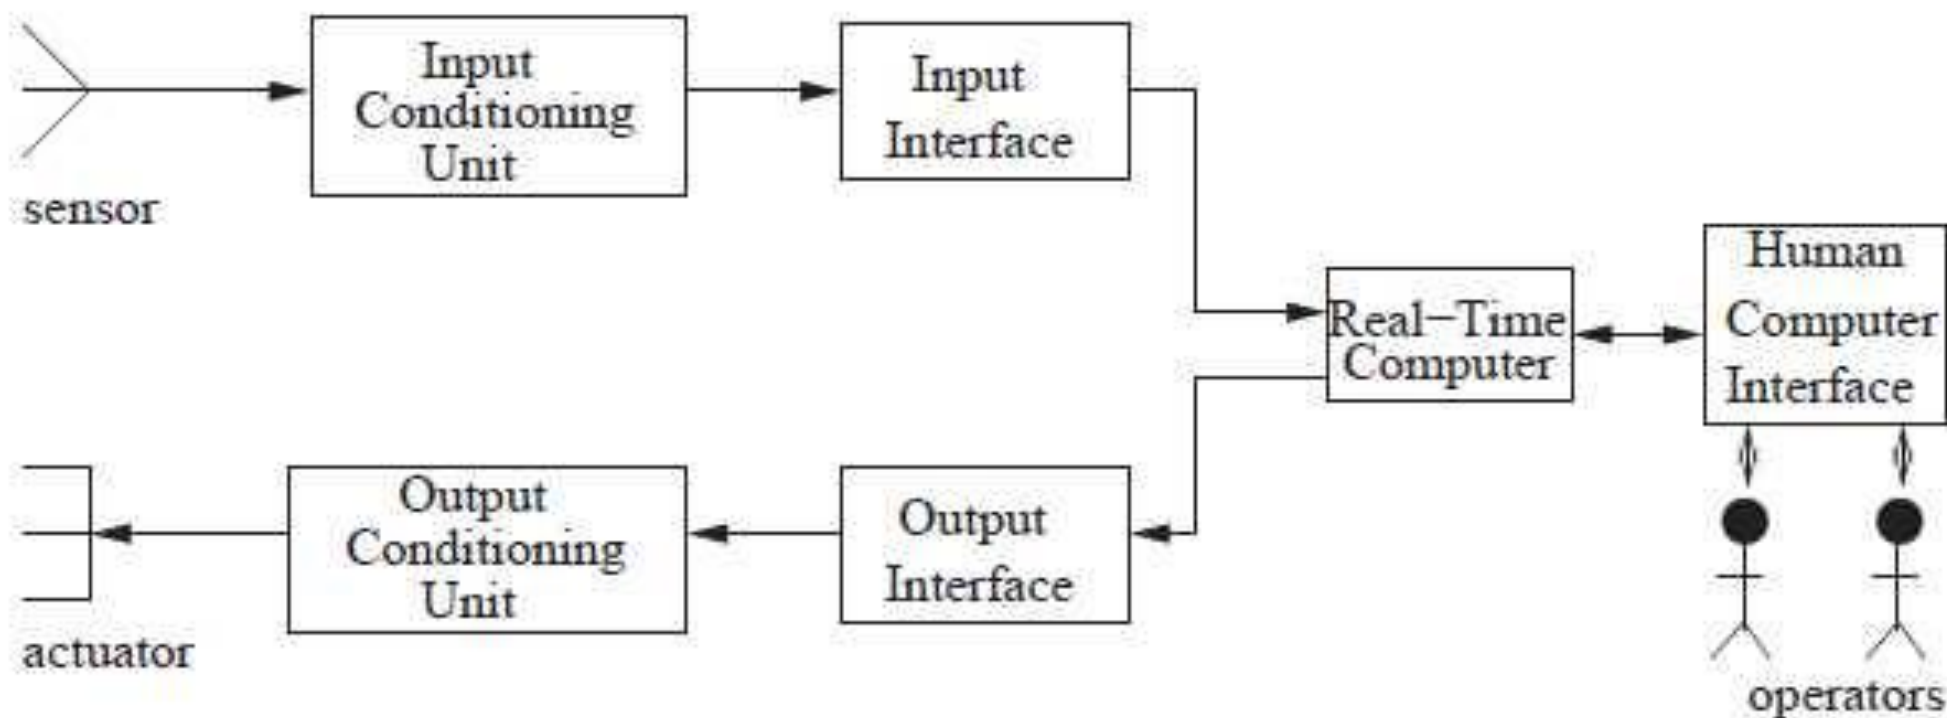 Input
Conditioning
Unit
Input
Interface
sensor
Human
Computer
Interface
Real-Time
Computer
Output
Conditioning
Unit
Output
Interface
actuator
operators